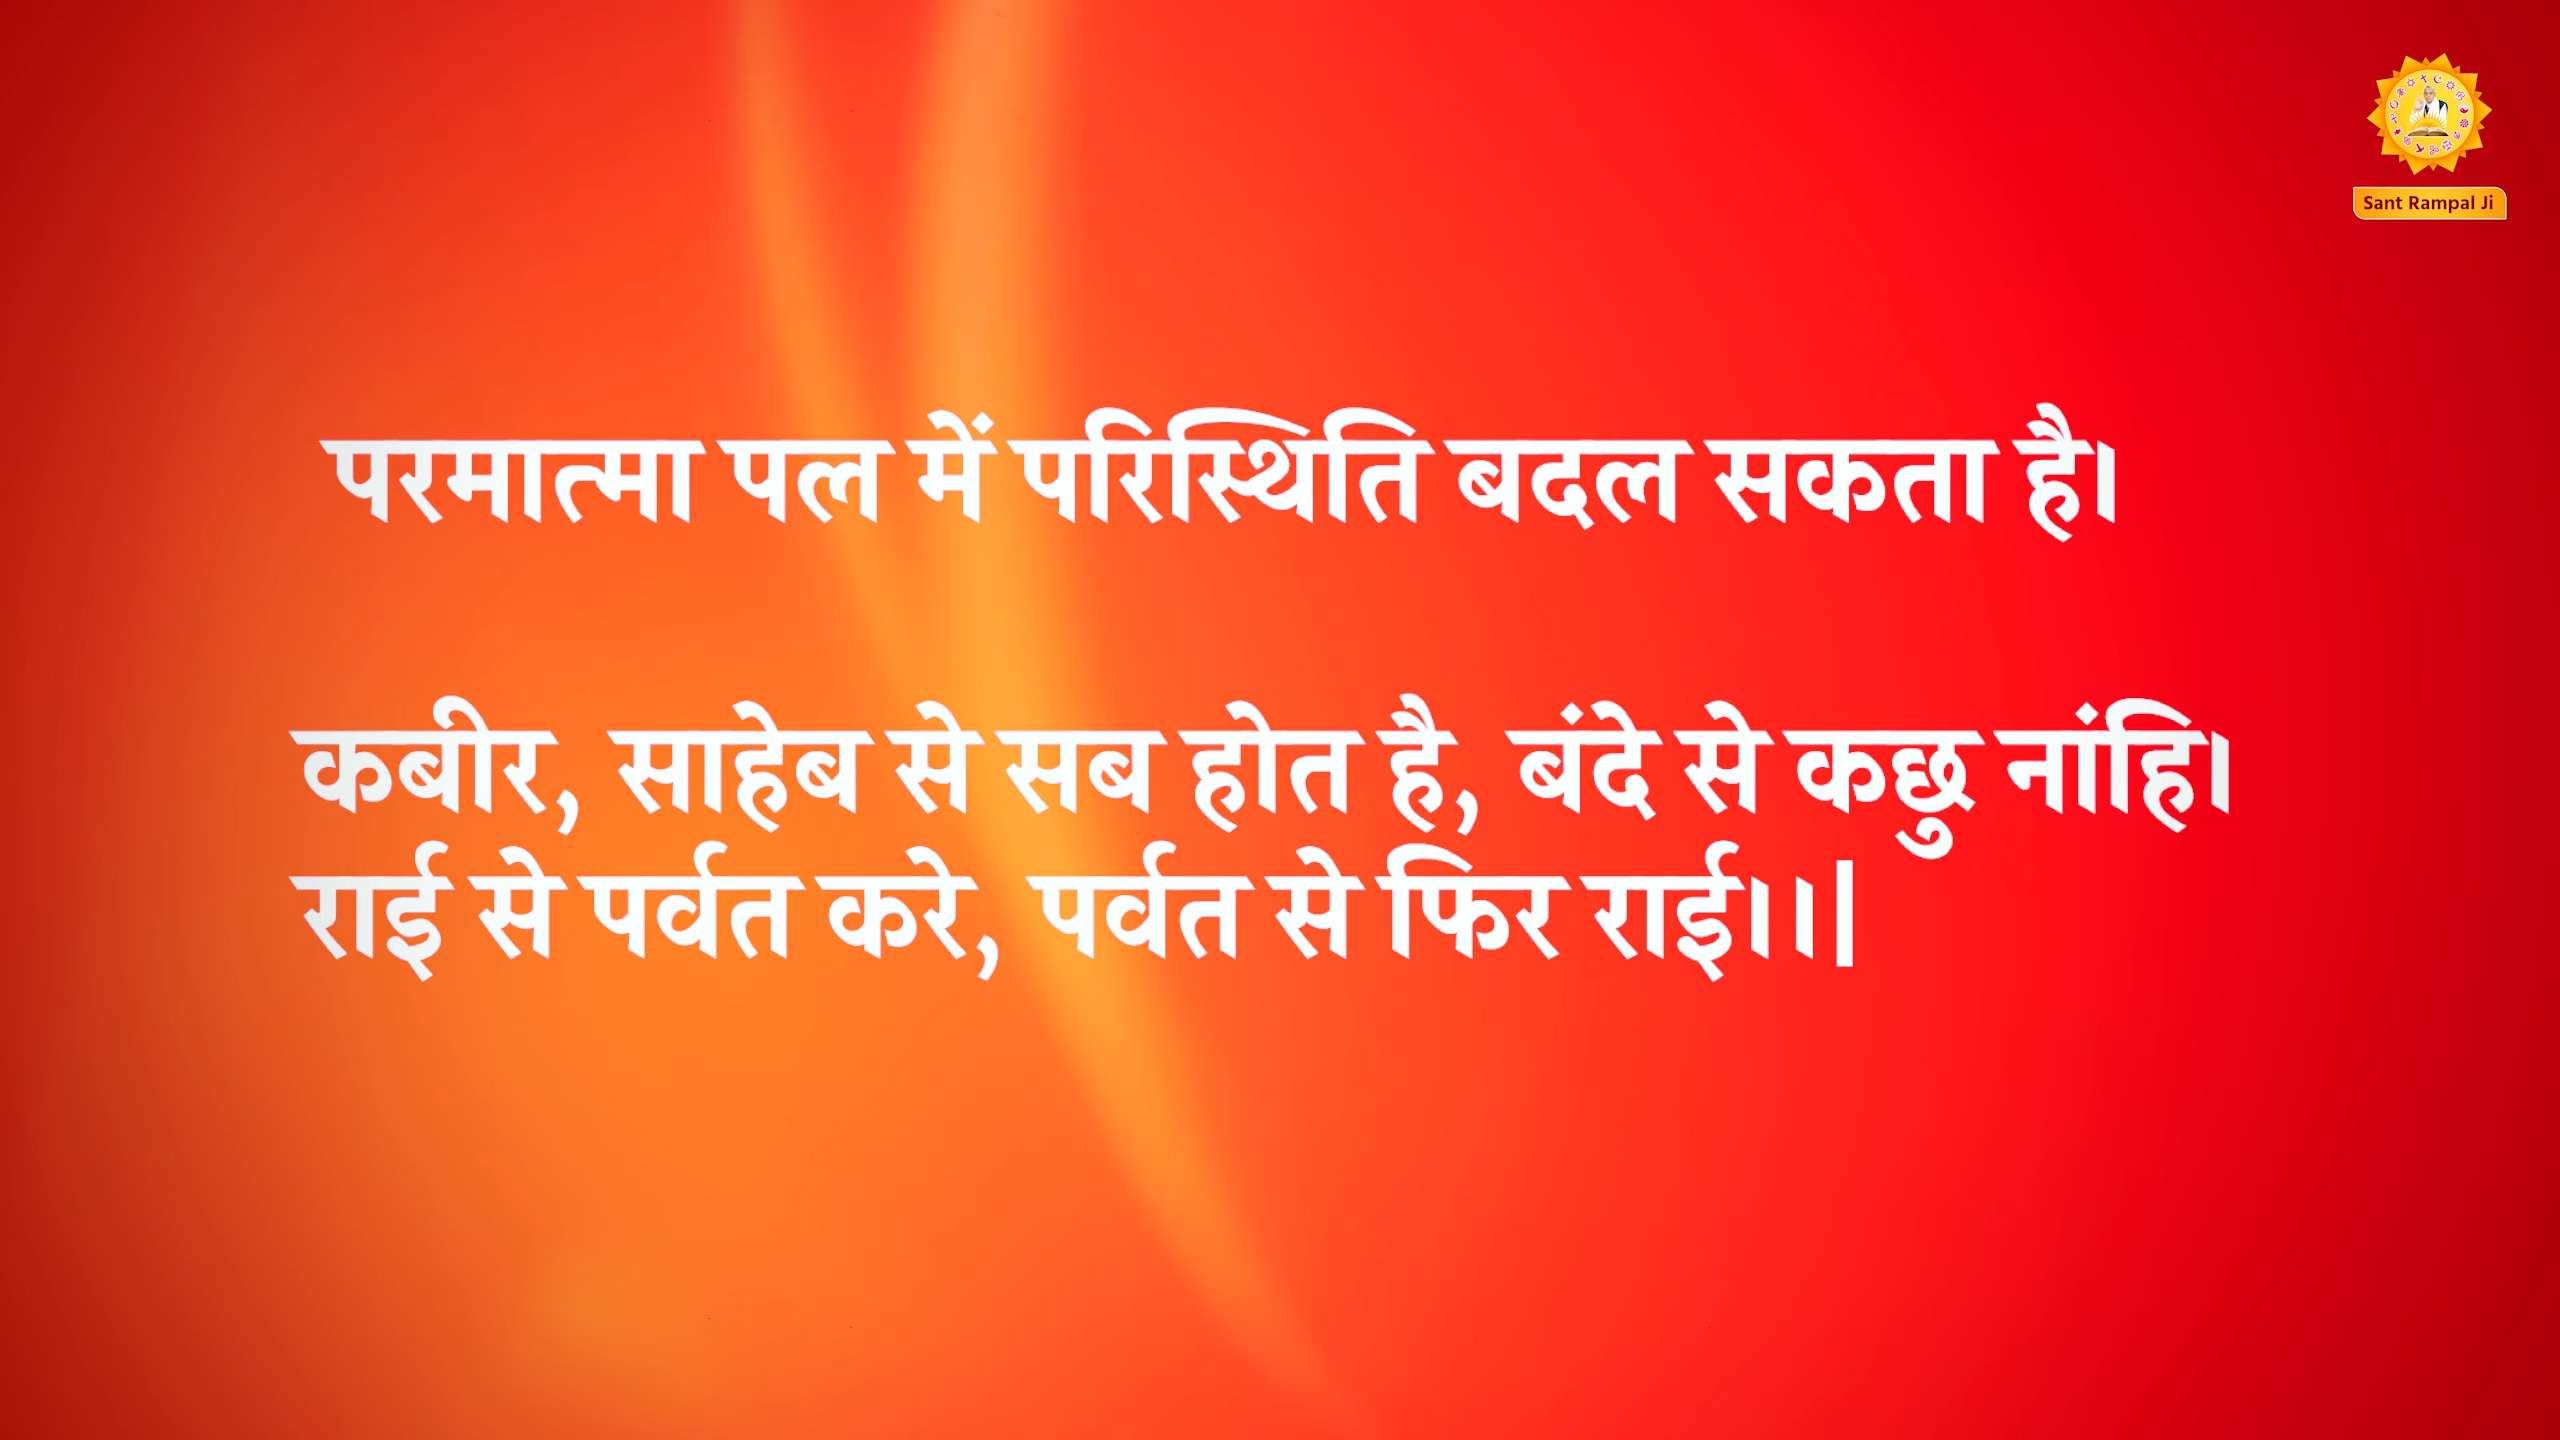 Sant Rampal Ji
परमात्मा पल में परिस्थिति बदल सकता है।
कबीर, साहेब से सब होत है, बंदे से कछु नांहि।
राई से पर्वत करे, पर्वत से फिर राई।।|